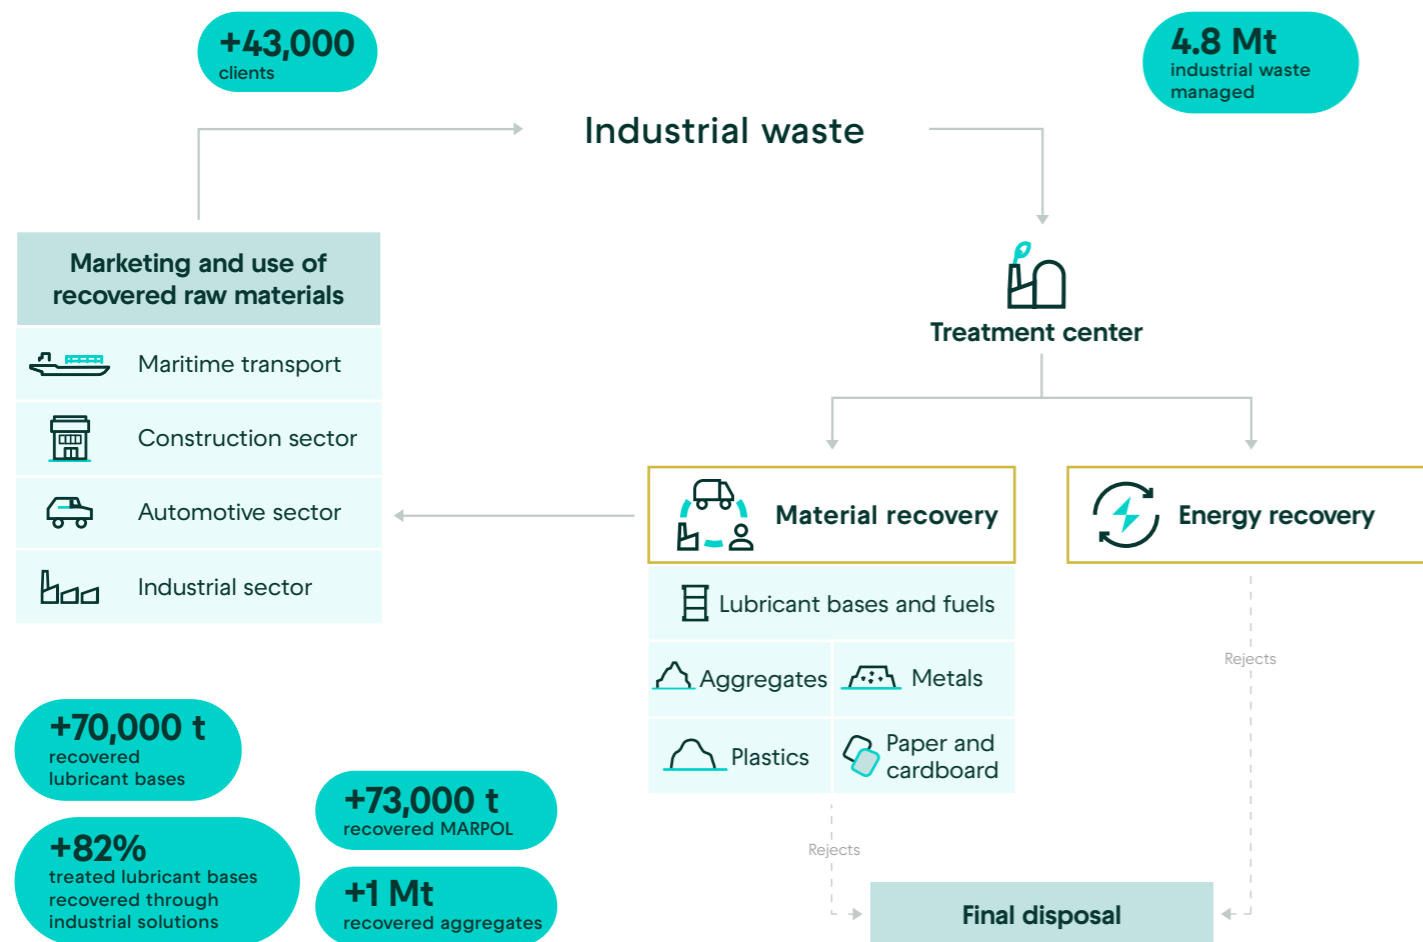 +43,000
clients
4.8 Mt
industrial waste
managed
Industrial waste
Marketing and use of
recovered raw materials
Maritime transport
Construction sector
Automotive sector
Industrial sector
Treatment center
Material recovery
Energy recovery
Lubricant bases and fuels
Aggregates
Metals
Plastics
Paper and
cardboard
Rejects
Rejects
Final disposal
+70,000 t
recovered
lubricant bases
+82%
treated lubricant bases
recovered through
industrial solutions
+73,000 t
recovered MARPOL
+1 Mt
recovered aggregates